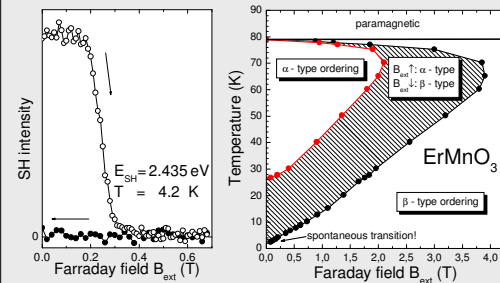 SH intensity
0
E_SH = 2.435 eV
T = 4.2 K
0.0 0.2 0.4 0.6
Farraday field B_ext (T)
Temperature (K)
90
80
70
60
50
40
30
20
10
0
paramagnetic
α - type ordering
B_ext↑: α - type
B_ext↓: β - type
ErMnO3
β - type ordering
spontaneous transition!
0.0 0.5 1.0 1.5 2.0 2.5 3.0 3.5 4.0
Farraday field B_ext (T)